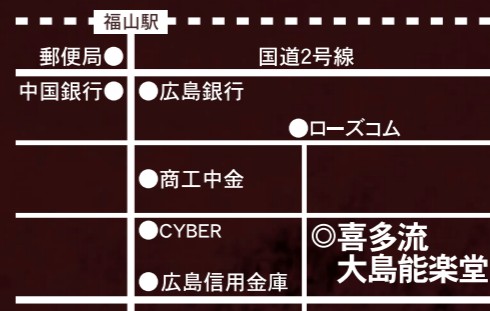 福山駅
郵便局●
国道2号線
中国銀行●
●広島銀行
●ローズコム
●商工中金
●CYBER
◎喜多流
大島能楽堂
●広島信用金庫